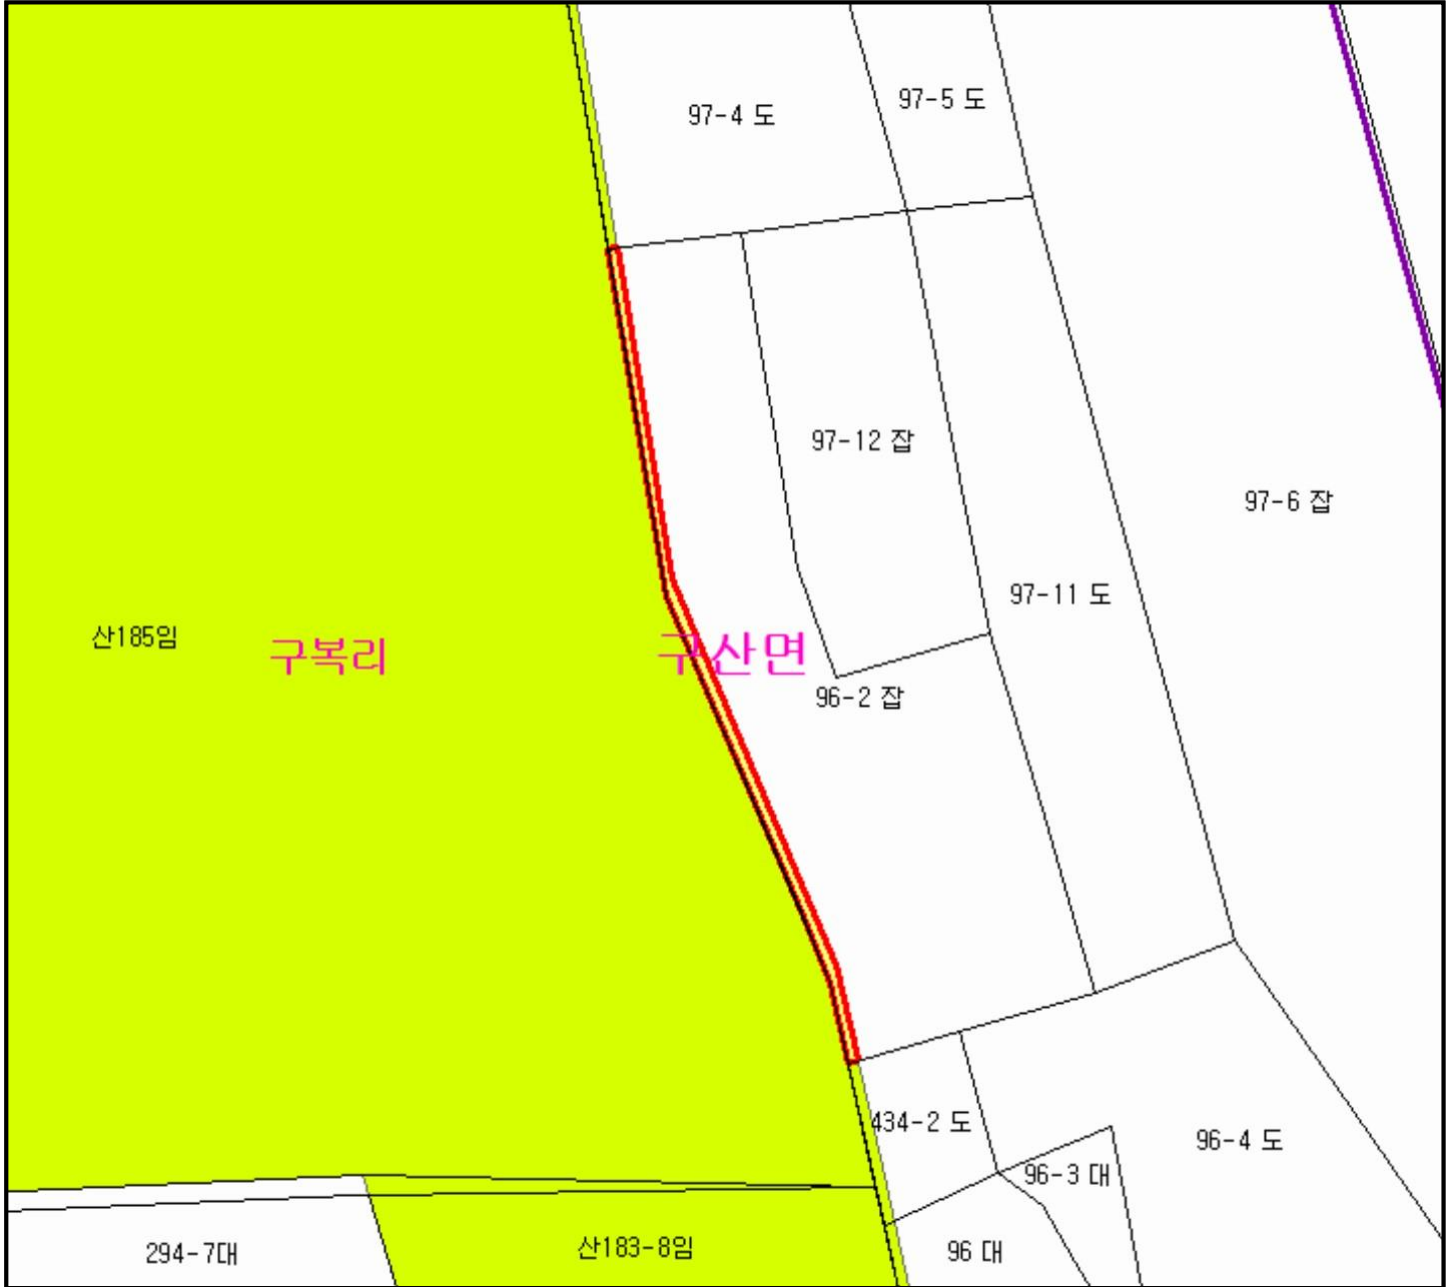 97-5 도
97-4 도
97-12 잡
97-6 잡
97-11 도
산185임
구복리
구산면
96-2 잡
434-2 도
96-4 도
96-3 대
294-7대
산183-8임
96 대